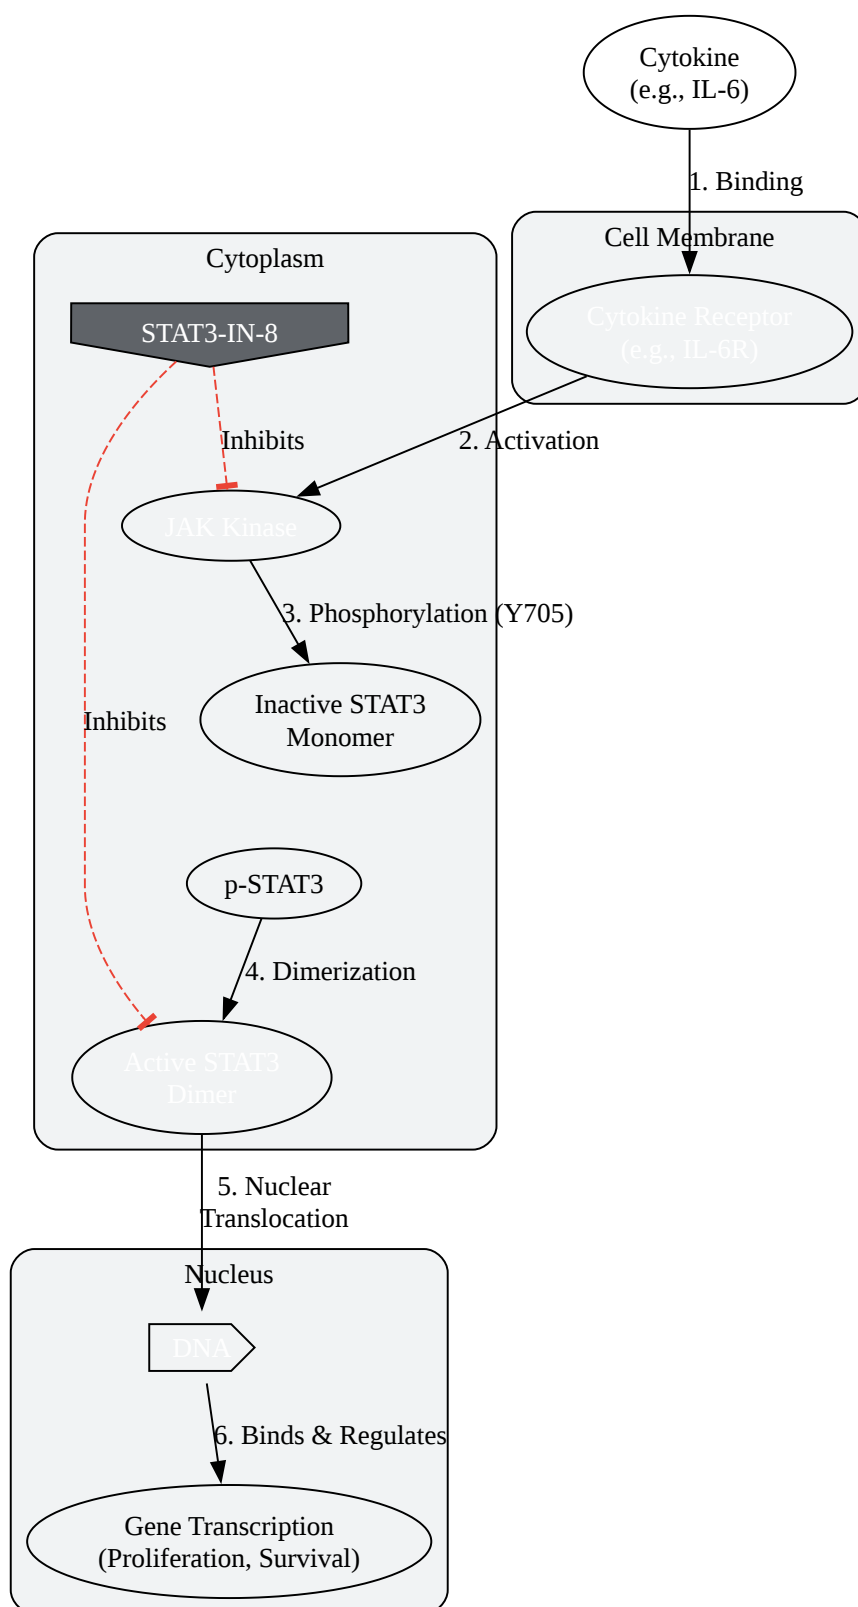 Cytokine
(e.g., IL-6)
1. Binding
Cell Membrane
Cytokine Receptor
(e.g., IL-6R)
Cytoplasm
STAT3-IN-8
Inhibits
2. Activation
JAK Kinase
3. Phosphorylation (Y705)
Inactive STAT3
Monomer
Inhibits
p-STAT3
4. Dimerization
Active STAT3
Dimer
5. Nuclear
Translocation
Nucleus
DNA
6. Binds & Regulates
Gene Transcription
(Proliferation, Survival)